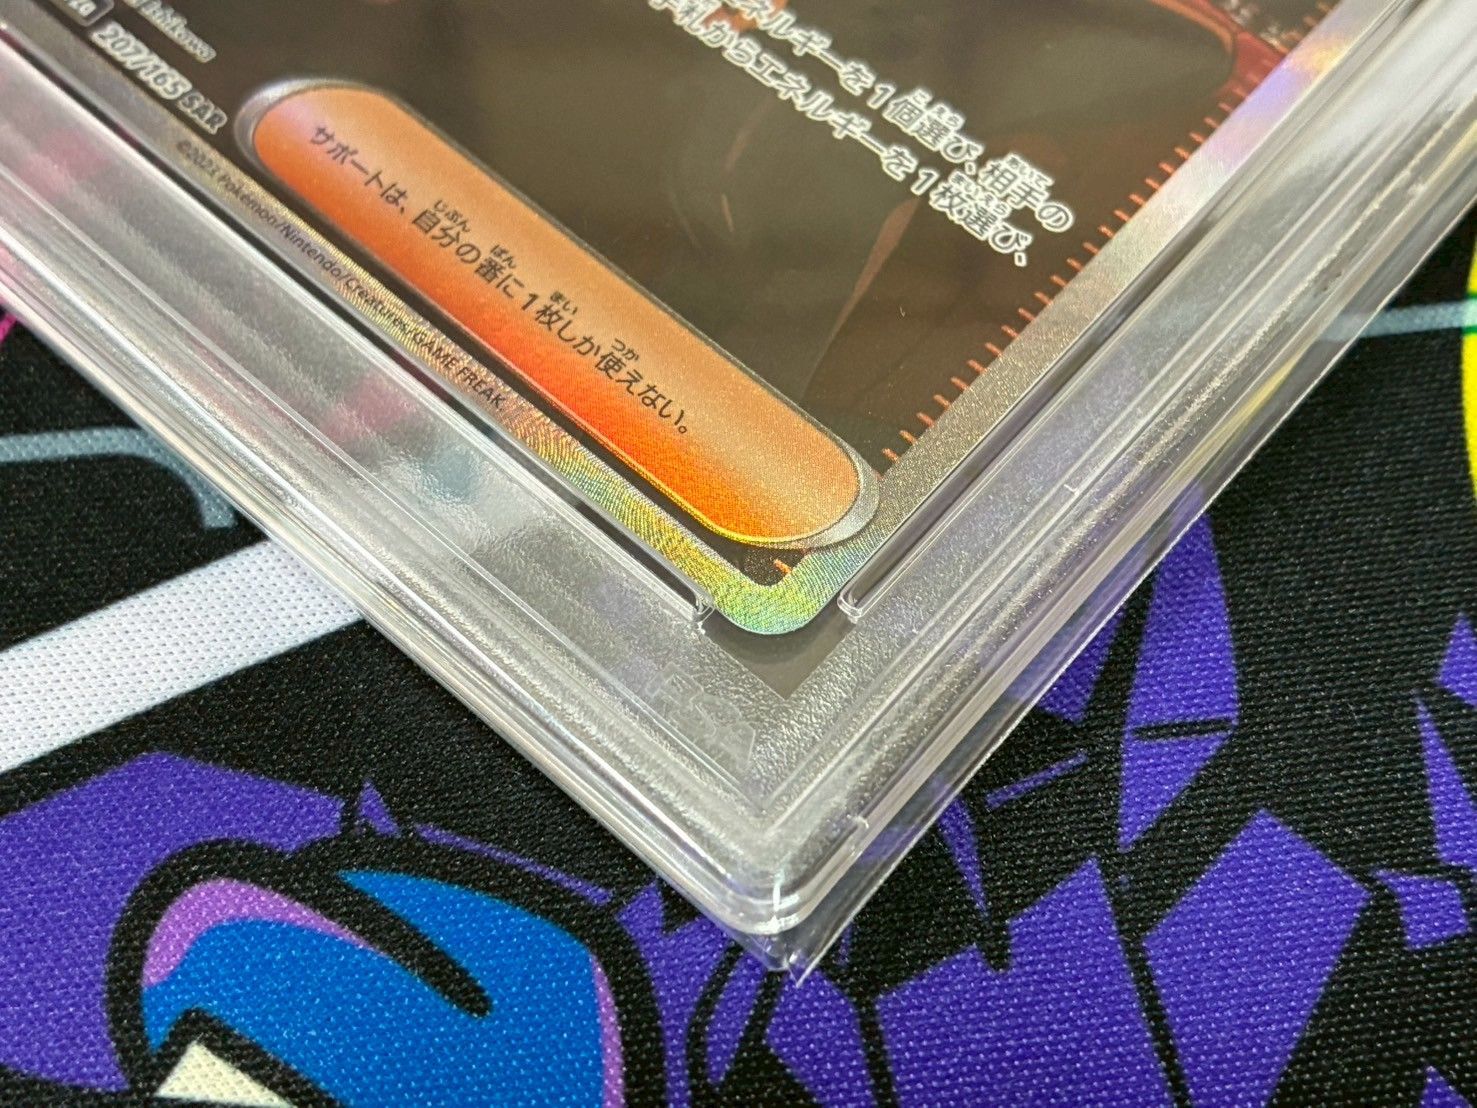 エネルギーを1個選び、相手の
手札からエネルギーを1枚選び、
サポートは、自分の番に1枚しか使えない。
207/165 SAR
©2023 Pokémon/Nintendo/Creatures/GAME FREAK.
PSA